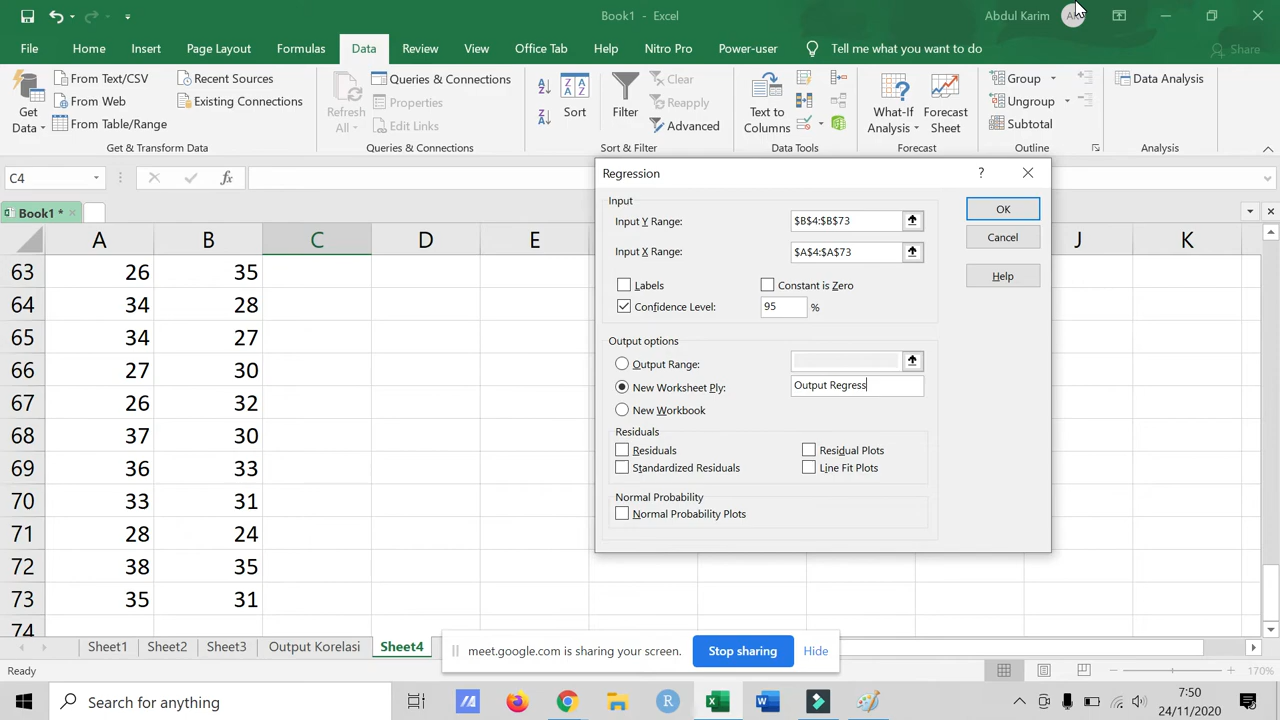 Book1 - Excel
Abdul Karim
File Home Insert Page Layout Formulas Data Review View Office Tab Help Nitro Pro Power-user Tell me what you want to do Share
Get Data
From Text/CSV
From Web
From Table/Range
Recent Sources
Existing Connections
Get & Transform Data
Refresh All
Queries & Connections
Properties
Edit Links
Queries & Connections
Sort
Filter
Clear
Reapply
Advanced
Sort & Filter
Text to Columns
Data Tools
What-If Analysis
Forecast Sheet
Forecast
Group
Ungroup
Subtotal
Outline
Data Analysis
Analysis
C4
fx
Book1 *
A B C D E J K
63 26 35
64 34 28
65 34 27
66 27 30
67 26 32
68 37 30
69 36 33
70 33 31
71 28 24
72 38 35
73 35 31
74
Regression
?
Input
Input Y Range: $B$4:$B$73
Input X Range: $A$4:$A$73
Labels
Constant is Zero
Confidence Level: 95 %
OK
Cancel
Help
Output options
Output Range:
New Worksheet Ply: Output Regress
New Workbook
Residuals
Residuals
Residual Plots
Standardized Residuals
Line Fit Plots
Normal Probability
Normal Probability Plots
Sheet1 Sheet2 Sheet3 Output Korelasi Sheet4
meet.google.com is sharing your screen. Stop sharing Hide
Ready
170%
Search for anything
7:50
24/11/2020